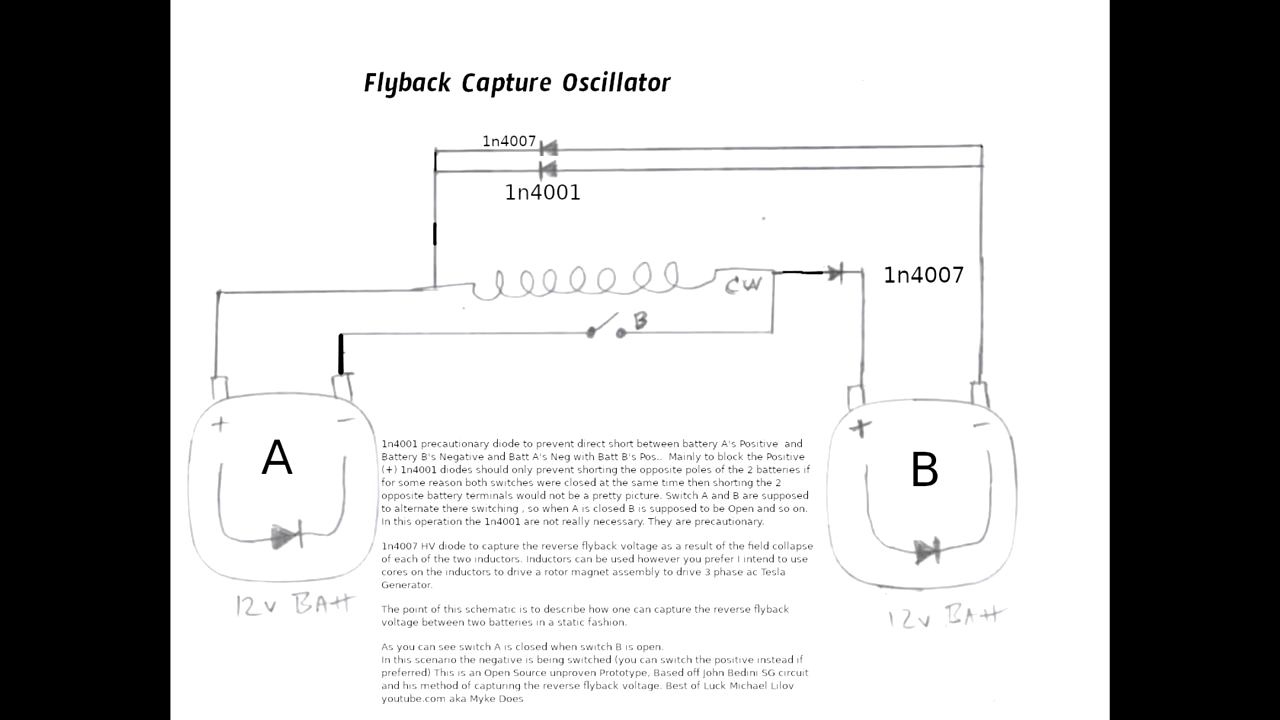 Flyback Capture Oscillator
1n4007
1n4001
CW
1n4007
B
+
−
A
+
−
B
1n4001 precautionary diode to prevent direct short between battery A's Positive and
Battery B's Negative and Batt A's Neg with Batt B's Pos.. Mainly to block the Positive
(+) 1n4001 diodes should only prevent shorting the opposite poles of the 2 batteries if
for some reason both switches were closed at the same time then shorting the 2
opposite battery terminals would not be a pretty picture. Switch A and B are supposed
to alternate there switching , so when A is closed B is supposed to be Open and so on.
In this operation the 1n4001 are not really necessary. They are precautionary.
1n4007 HV diode to capture the reverse flyback voltage as a result of the field collapse
of each of the two inductors. Inductors can be used however you prefer I intend to use
cores on the inductors to drive a rotor magnet assembly to drive 3 phase ac Tesla
Generator.
The point of this schematic is to describe how one can capture the reverse flyback
voltage between two batteries in a static fashion.
As you can see switch A is closed when switch B is open.
In this scenario the negative is being switched (you can switch the positive instead if
preferred) This is an Open Source unproven Prototype, Based off John Bedini SG circuit
and his method of capturing the reverse flyback voltage. Best of Luck Michael Lilov
youtube.com aka Myke Does
12v BAtt
12v BAtt